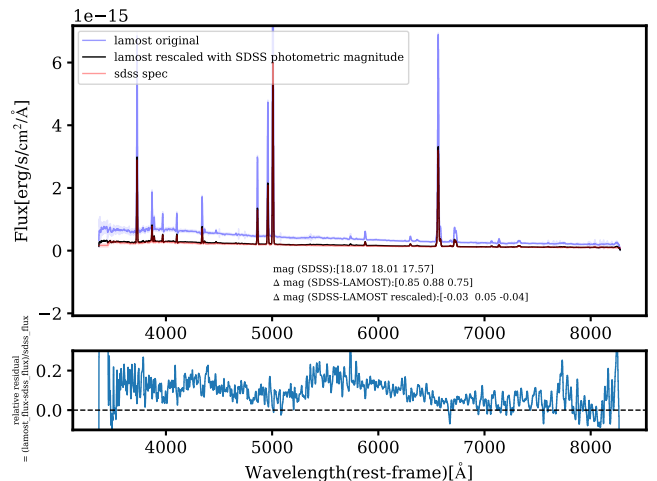 1e−15
lamost original
lamost rescaled with SDSS photometric magnitude
sdss spec
Flux[erg/s/cm²/Å]
6
4
2
0
−2
mag (SDSS):[18.07 18.01 17.57]
Δ mag (SDSS-LAMOST):[0.85 0.88 0.75]
Δ mag (SDSS-LAMOST rescaled):[-0.03  0.05 -0.04]
4000 5000 6000 7000 8000
relative residual
= (lamost_flux-sdss_flux)/sdss_flux
0.2
0.0
4000 5000 6000 7000 8000
Wavelength(rest-frame)[Å]